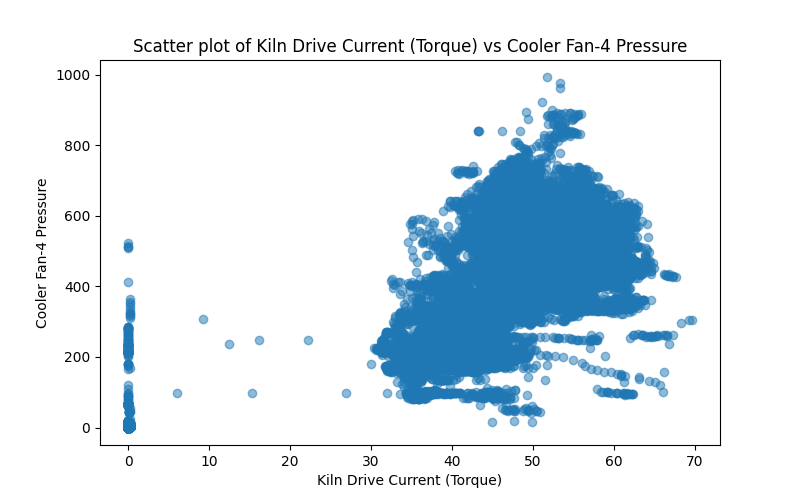 Scatter plot of Kiln Drive Current (Torque) vs Cooler Fan-4 Pressure
1000
800
600
400
200
0
Cooler Fan-4 Pressure
0 10 20 30 40 50 60 70
Kiln Drive Current (Torque)